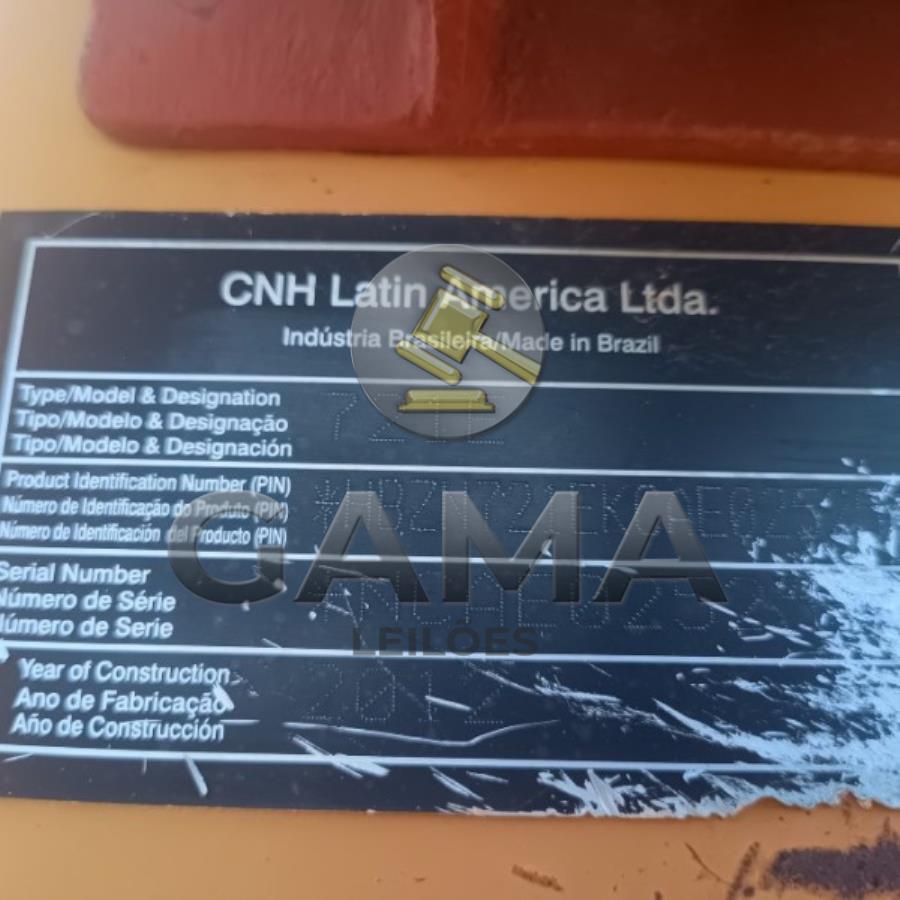 CNH Latin America Ltda.
Indústria Brasileira/Made in Brazil
Type/Model & Designation
Tipo/Modelo & Designação
Tipo/Modelo & Designación
721E
Product Identification Number (PIN)
Número de Identificação do Produto (PIN)
Número de Identificación del Producto (PIN)
Serial Number
Número de Série
Número de Serie
Year of Construction
Ano de Fabricação
Año de Construcción
2012
GAMA
LEILÕES